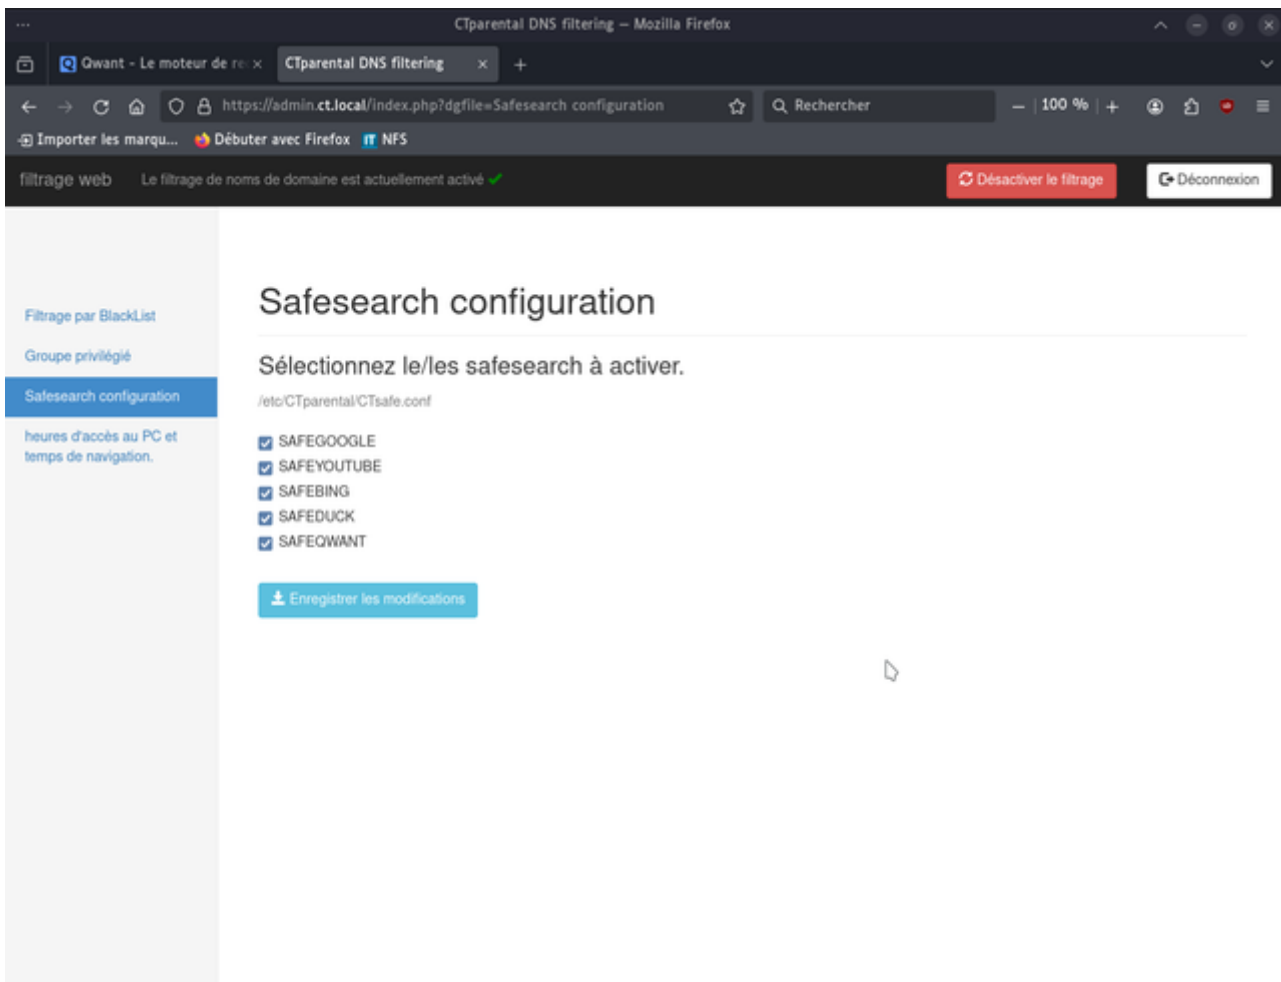 CTparental DNS filtering — Mozilla Firefox
Qwant - Le moteur de re
CTparental DNS filtering
https://admin.ct.local/index.php?dgfile=Safesearch configuration
Rechercher
100 %
Importer les marqu...
Débuter avec Firefox
NFS
filtrage web
Le filtrage de noms de domaine est actuellement activé
Désactiver le filtrage
Déconnexion
Filtrage par BlackList
Groupe privilégié
Safesearch configuration
heures d'accès au PC et
temps de navigation.
Safesearch configuration
Sélectionnez le/les safesearch à activer.
/etc/CTparental/CTsafe.conf
SAFEGOOGLE
SAFEYOUTUBE
SAFEBING
SAFEDUCK
SAFEQWANT
Enregistrer les modifications